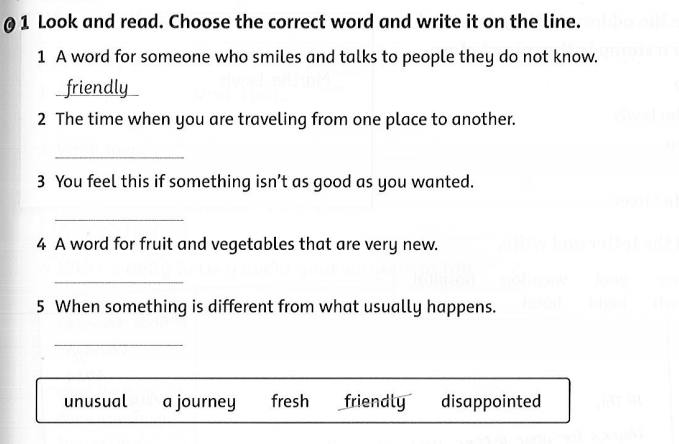 1 Look and read. Choose the correct word and write it on the line.
1 A word for someone who smiles and talks to people they do not know.
friendly
2 The time when you are traveling from one place to another.
3 You feel this if something isn't as good as you wanted.
4 A word for fruit and vegetables that are very new.
5 When something is different from what usually happens.
unusual a journey fresh friendly disappointed